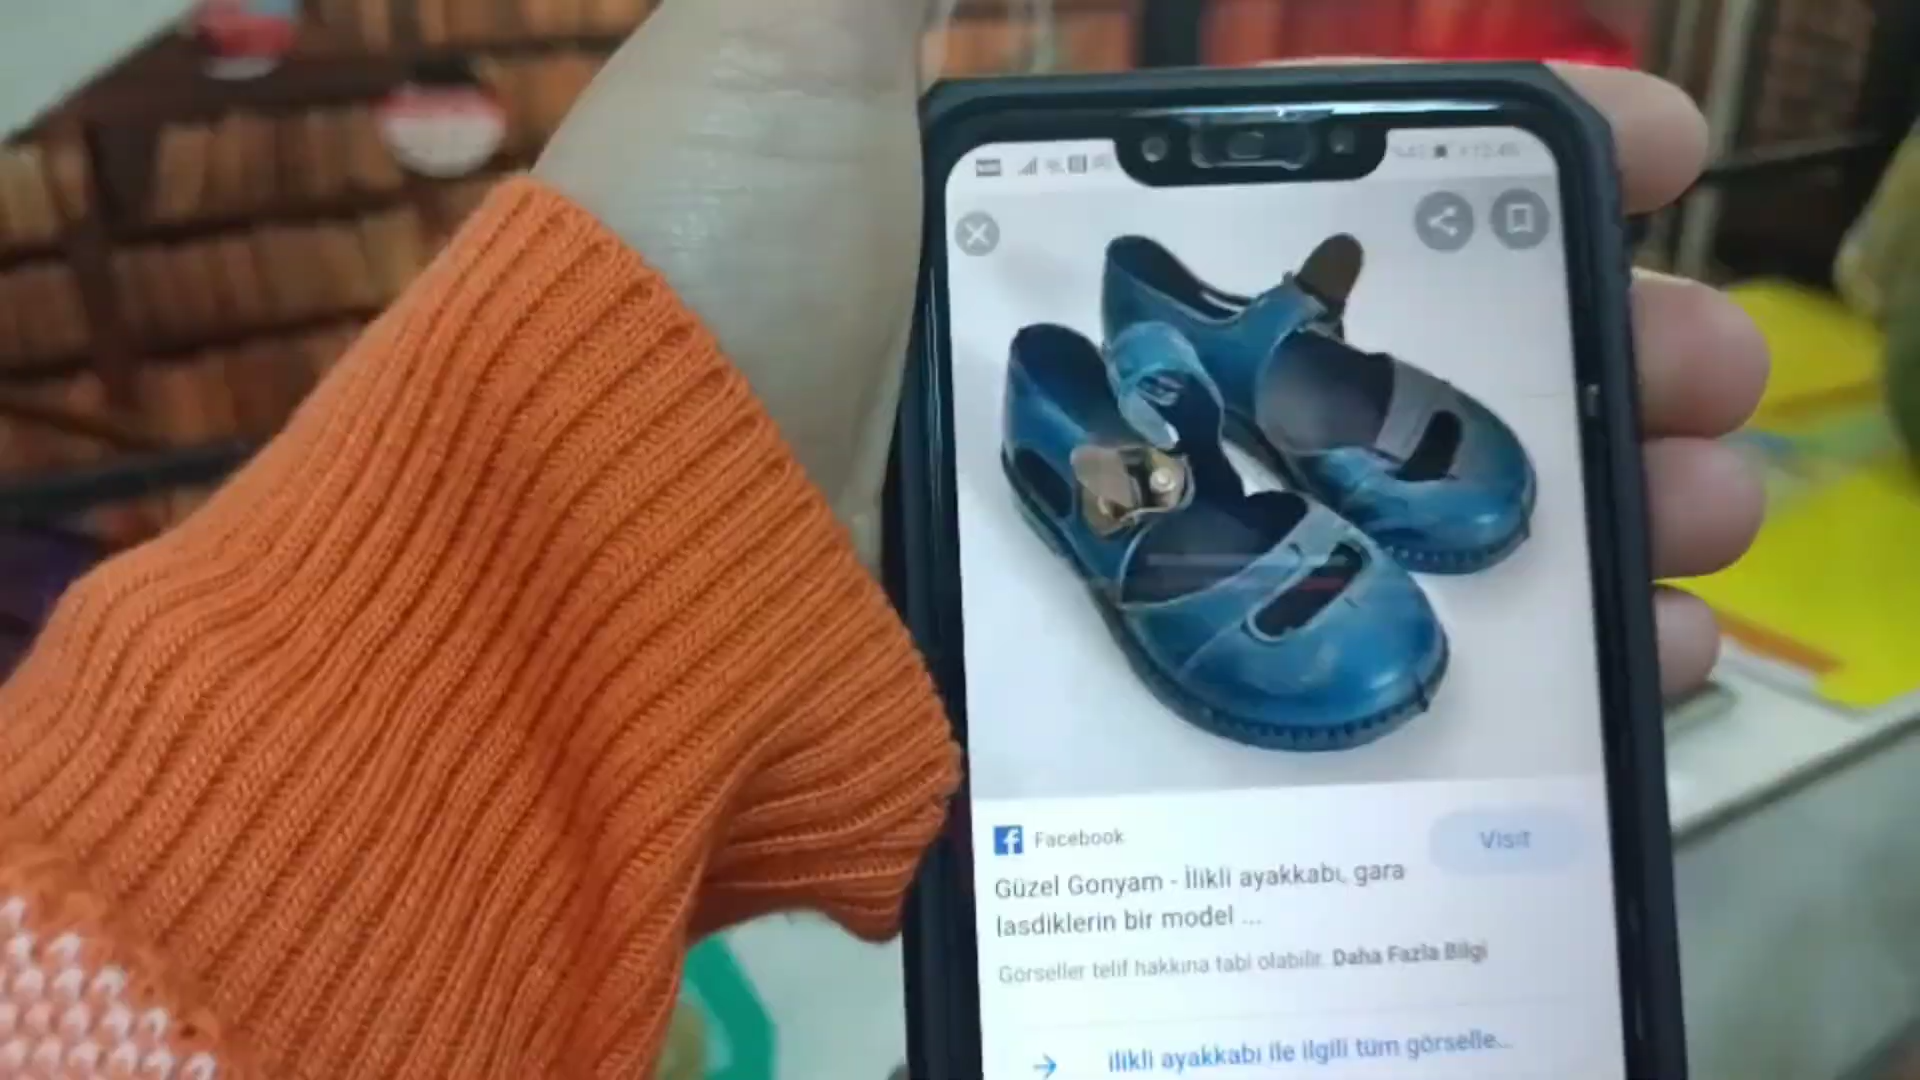 Facebook
Visit
Güzel Gonyam - İlikli ayakkabı, gara
lasdiklerin bir model ...
Görseller telif hakkına tabi olabilir. Daha Fazla Bilgi
ilikli ayakkabı ile ilgili tüm görselle...